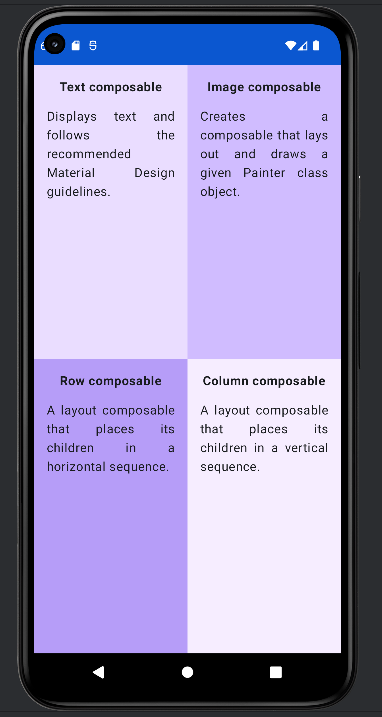 Text composable
Displays text and
follows the
recommended
Material Design
guidelines.
Image composable
Creates a
composable that lays
out and draws a
given Painter class
object.
Row composable
A layout composable
that places its
children in a
horizontal sequence.
Column composable
A layout composable
that places its
children in a vertical
sequence.